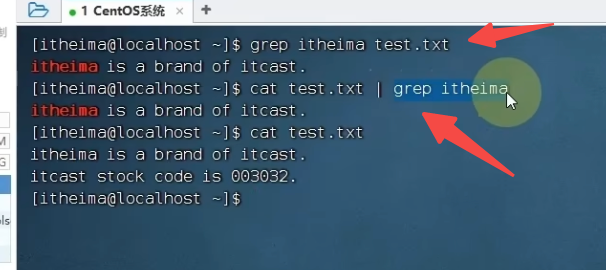 制
1 CentOS系统 × +
[itheima@localhost ~]$ grep itheima test.txt
itheima is a brand of itcast.
[itheima@localhost ~]$ cat test.txt | grep itheima
itheima is a brand of itcast.
[itheima@localhost ~]$ cat test.txt
itheima is a brand of itcast.
M
itcast stock code is 003032.
G
[itheima@localhost ~]$
ols